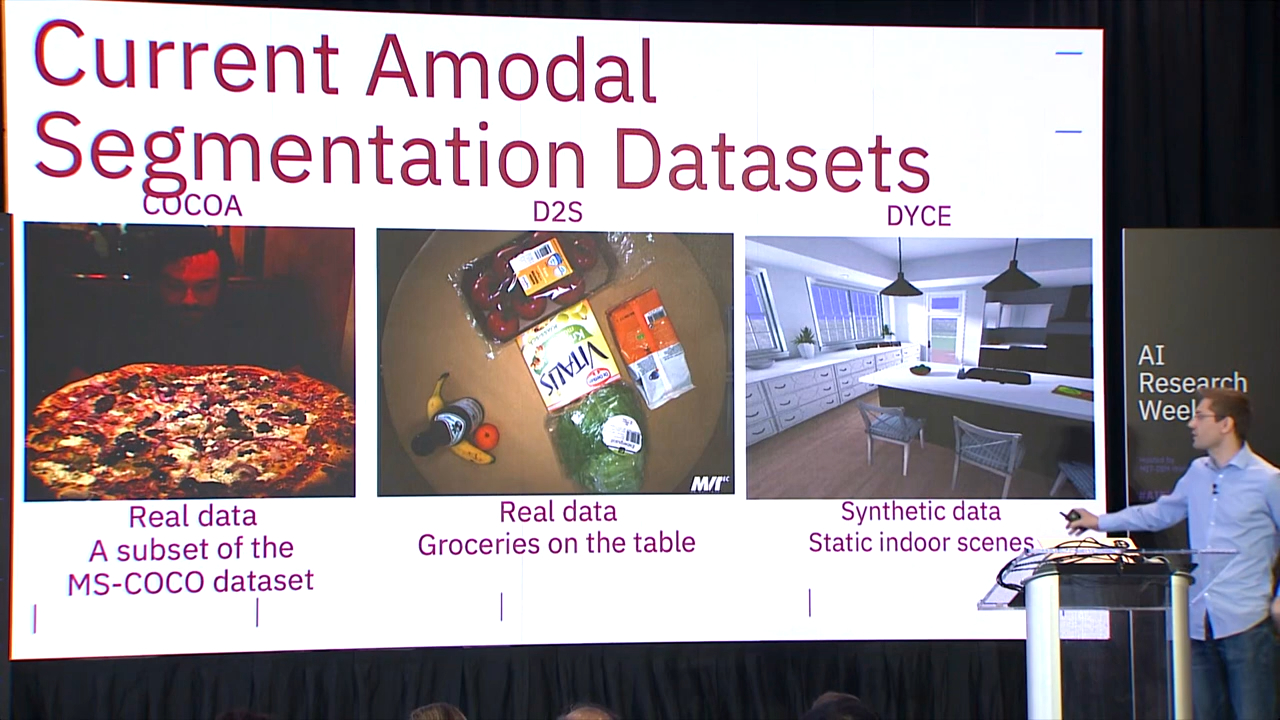 Current Amodal
Segmentation Datasets
COCOA
D2S
DYCE
VITALIS
Real data
A subset of the
MS-COCO dataset
Real data
Groceries on the table
Synthetic data
Static indoor scenes
AI
Research
Week